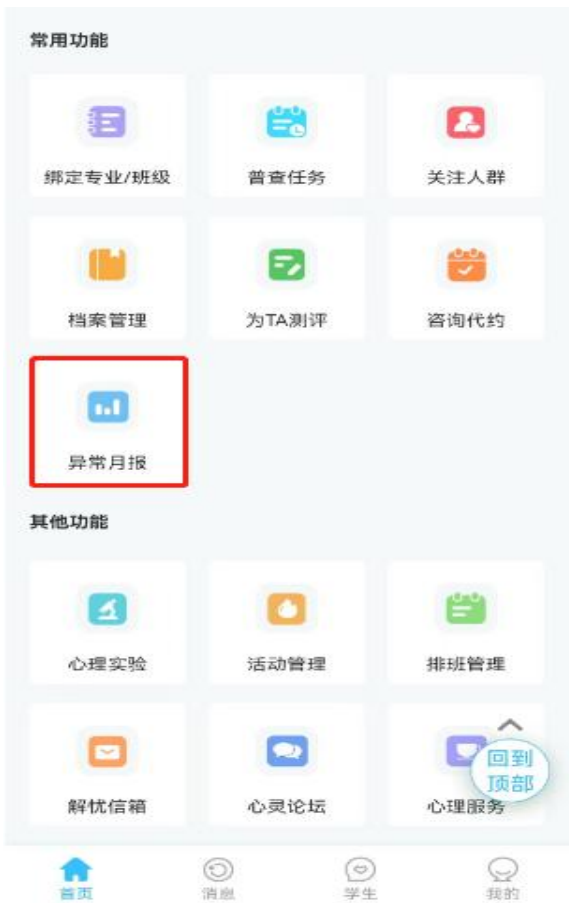 常用功能
绑定专业/班级
普查任务
关注人群
档案管理
为TA测评
咨询代约
异常月报
其他功能
心理实验
活动管理
排班管理
解忧信箱
心灵论坛
心理服务
回到
顶部
首页
消息
学生
我的